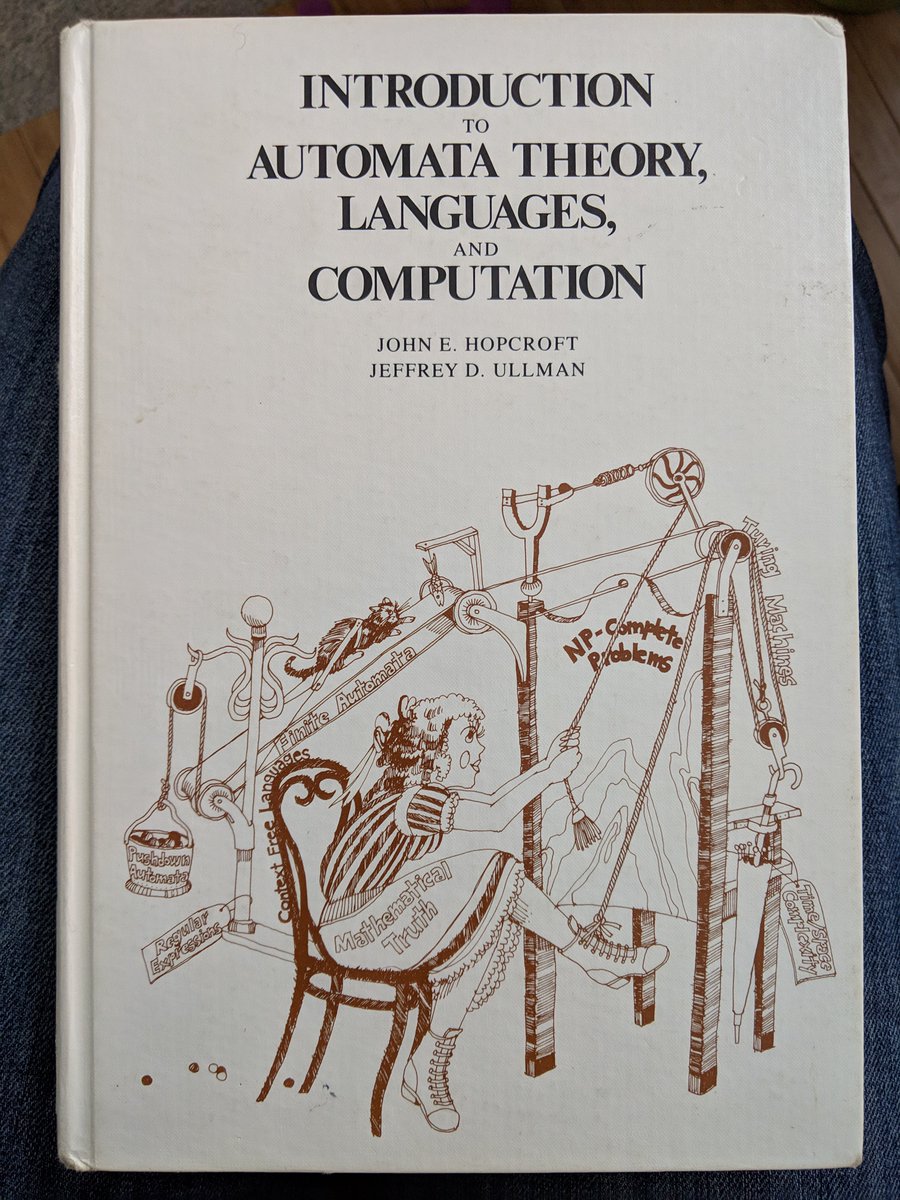 INTRODUCTION
TO
AUTOMATA THEORY,
LANGUAGES,
AND
COMPUTATION
JOHN E. HOPCROFT
JEFFREY D. ULLMAN
Turing Machines
NP-Complete
Problems
Finite Automata
Context Free Languages
Pushdown
Automata
Mathematical
Truth
Regular
Expressions
Time Space
Complexity